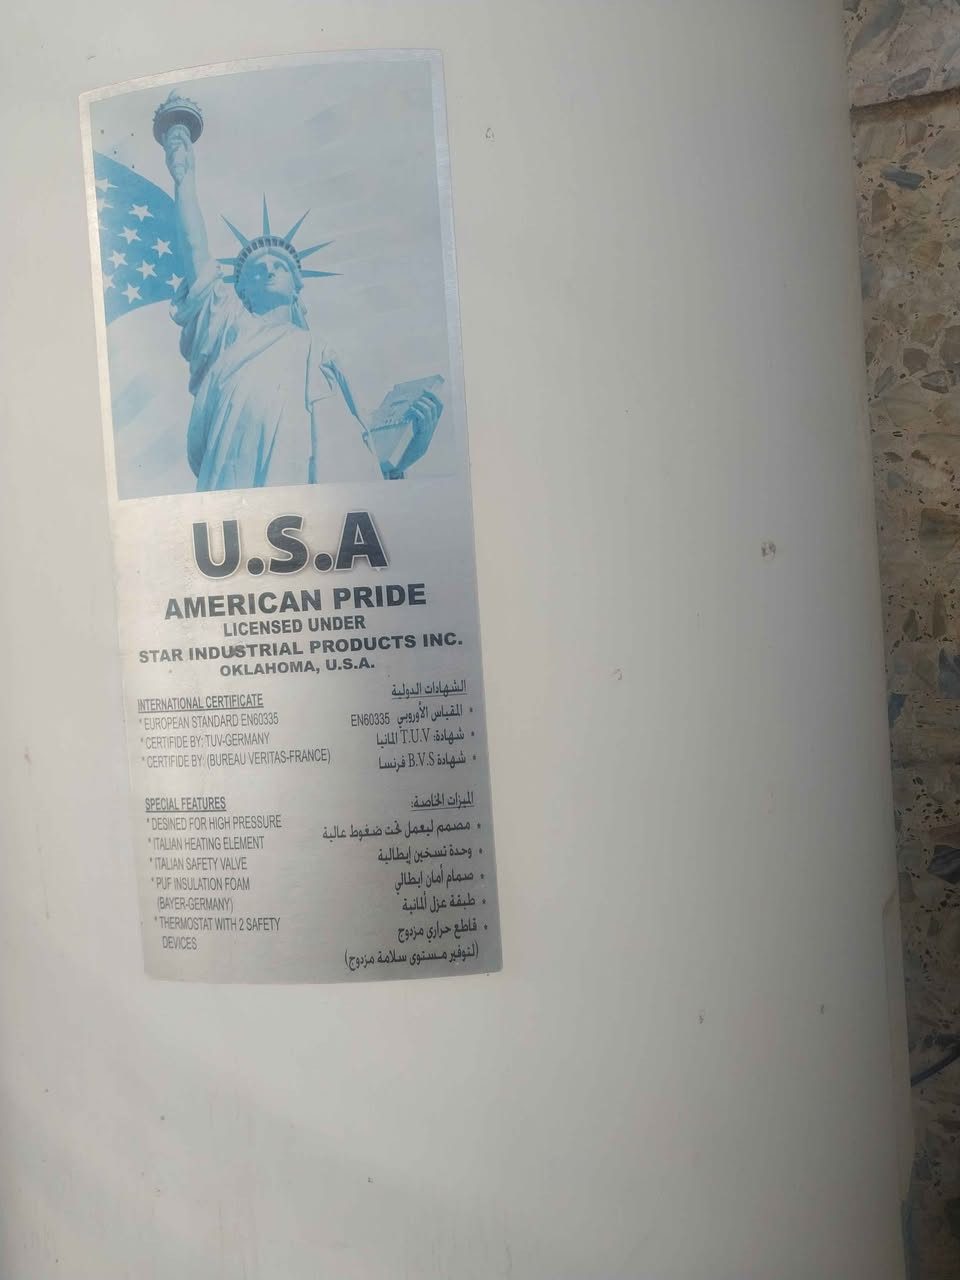 U.S.A
AMERICAN PRIDE
LICENSED UNDER
STAR INDUSTRIAL PRODUCTS INC.
OKLAHOMA, U.S.A.
INTERNATIONAL CERTIFICATE
* EUROPEAN STANDARD EN60335
* CERTIFIDE BY: TUV-GERMANY
* CERTIFIDE BY: (BUREAU VERITAS-FRANCE)
الشهادات الدولية
* المقياس الأوروبي EN60335
* شهادة: T.U.V المانيا
* شهادة B.V.S فرنسا
SPECIAL FEATURES
* DESINED FOR HIGH PRESSURE
* ITALIAN HEATING ELEMENT
* ITALIAN SAFETY VALVE
* PUF INSULATION FOAM
(BAYER-GERMANY)
* THERMOSTAT WITH 2 SAFETY
DEVICES
الميزات الخاصة:
* مصمم ليعمل تحت ضغوط عالية
* وحدة تسخين إيطالية
* صمام أمان ايطالي
* طبقة عزل ألمانية
* قاطع حراري مزدوج
(لتوفير مستوى سلامة مزدوج)